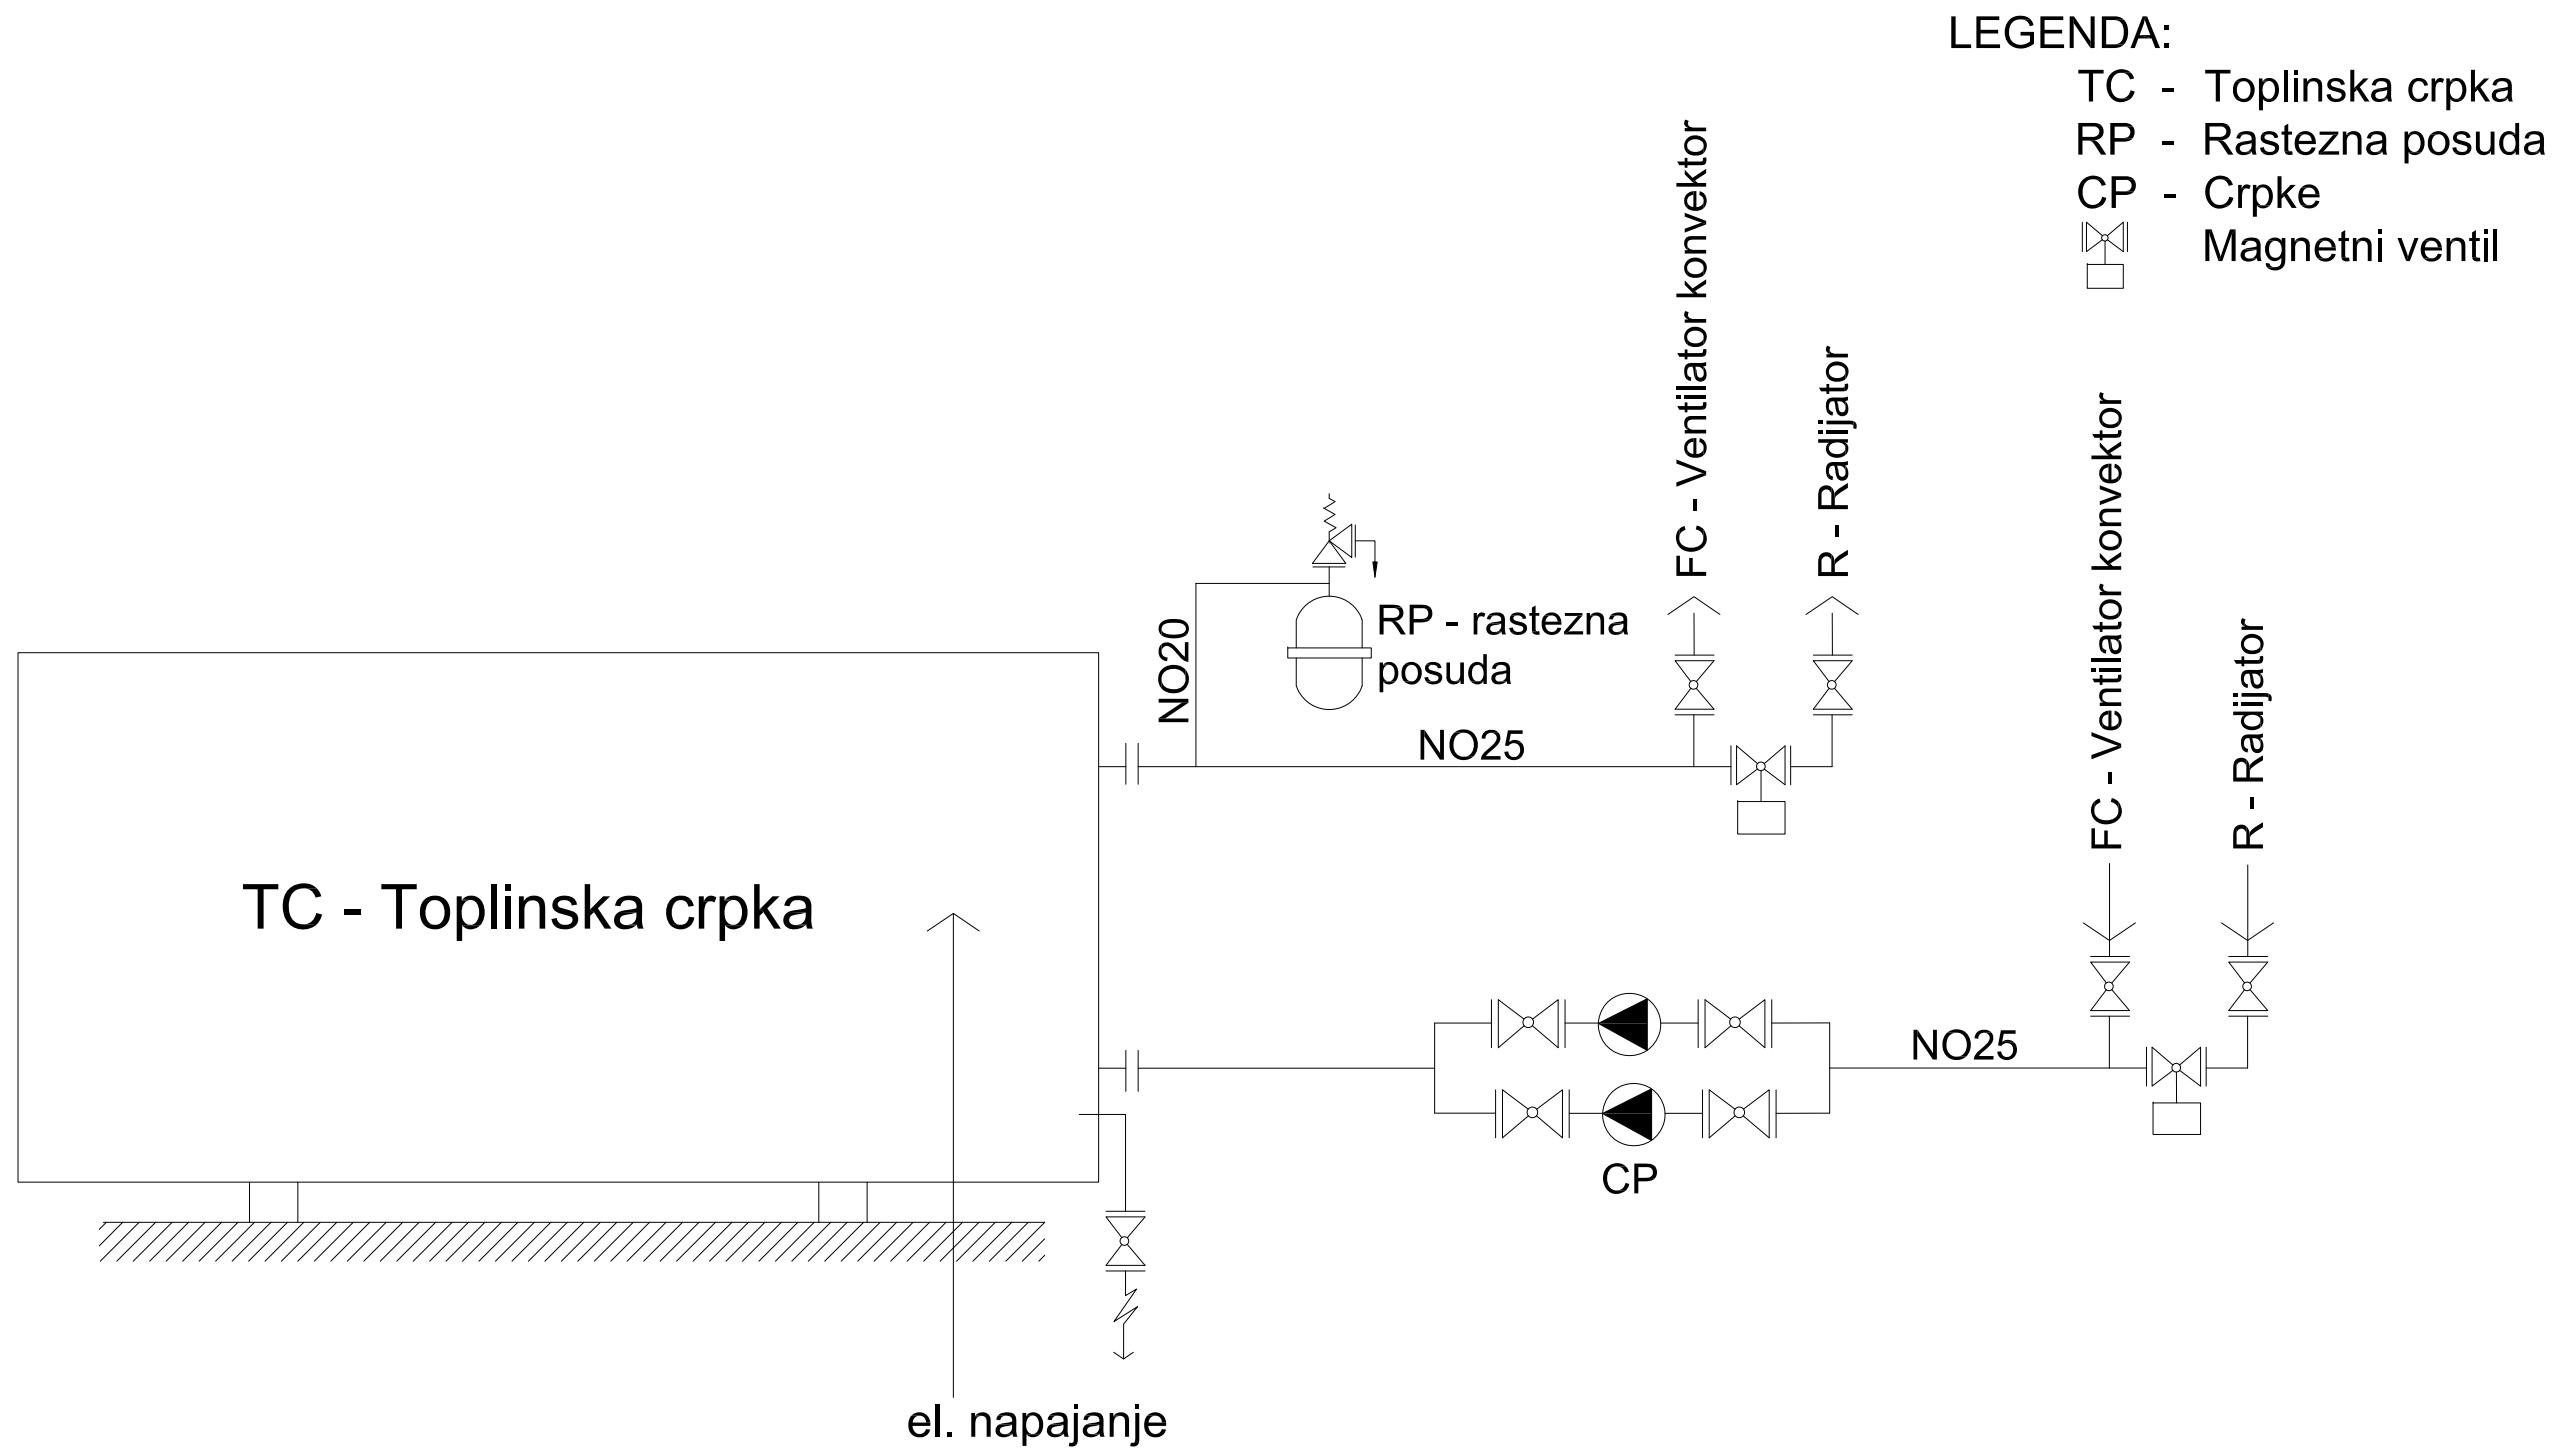 LEGENDA:
TC - Toplinska crpka
RP - Rastezna posuda
CP - Crpke
Magnetni ventil
FC - Ventilator konvektor
R - Radijator
FC - Ventilator konvektor
R - Radijator
NO20
RP - rastezna
posuda
NO25
TC - Toplinska crpka
NO25
CP
el. napajanje